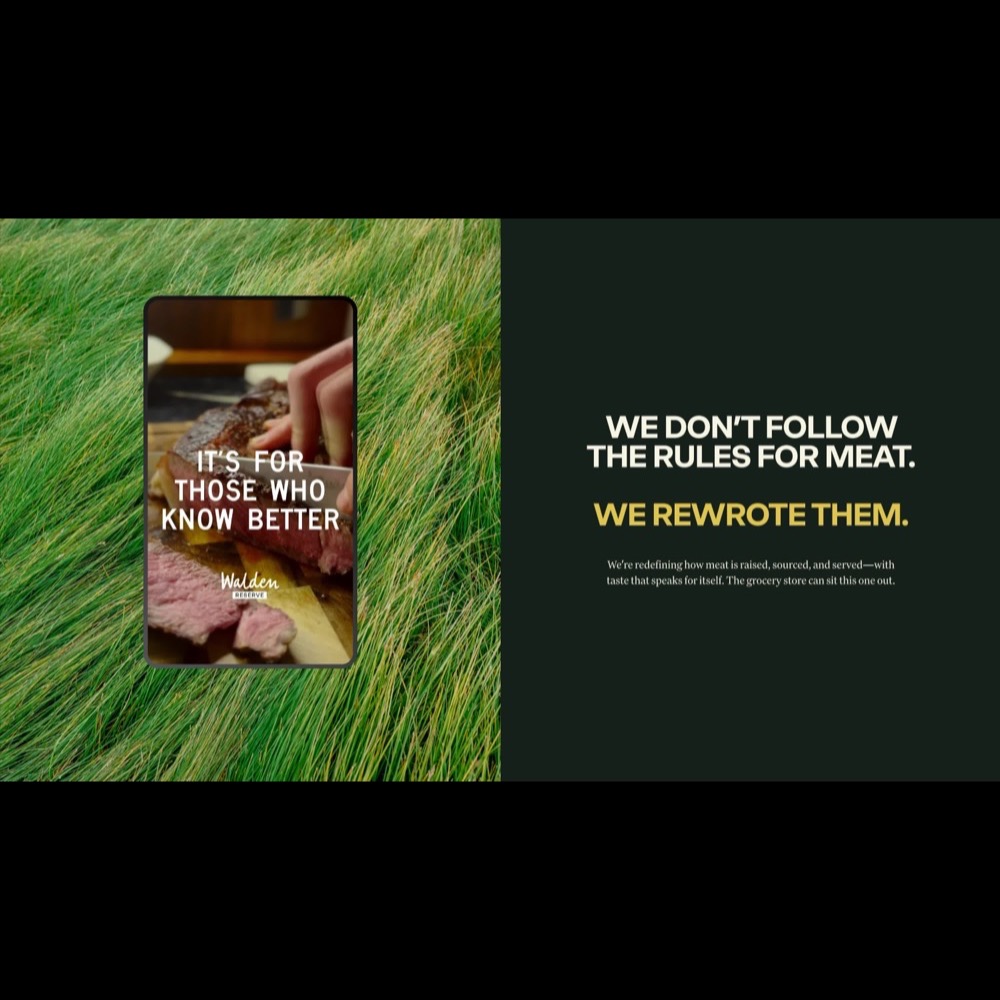 IT'S FOR
THOSE WHO
KNOW BETTER
Walden
RESERVE
WE DON'T FOLLOW
THE RULES FOR MEAT.
WE REWROTE THEM.
We're redefining how meat is raised, sourced, and served—with
taste that speaks for itself. The grocery store can sit this one out.